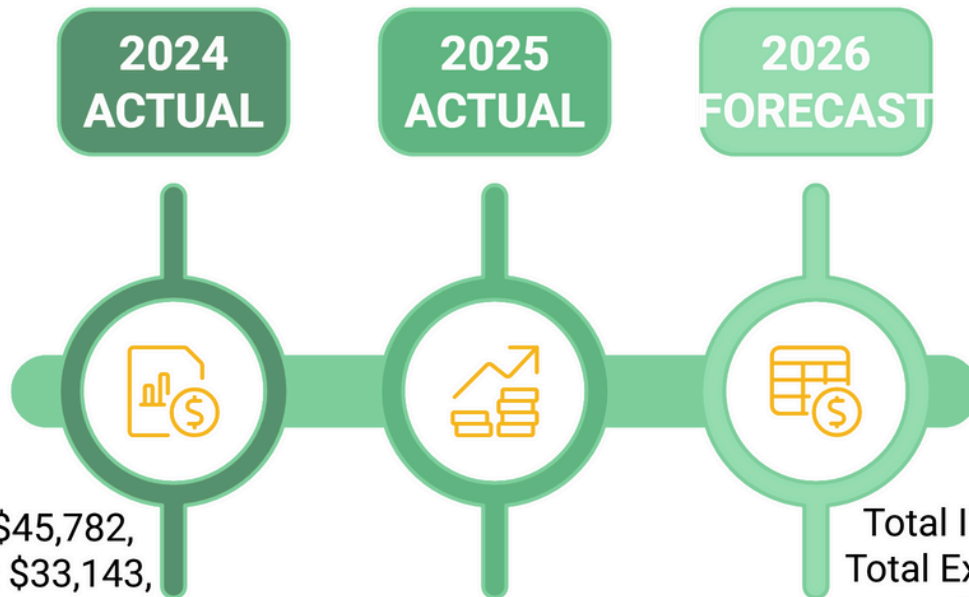 2024
ACTUAL
2025
ACTUAL
2026
FORECAST
$45,782,
$33,143,
Total
Total